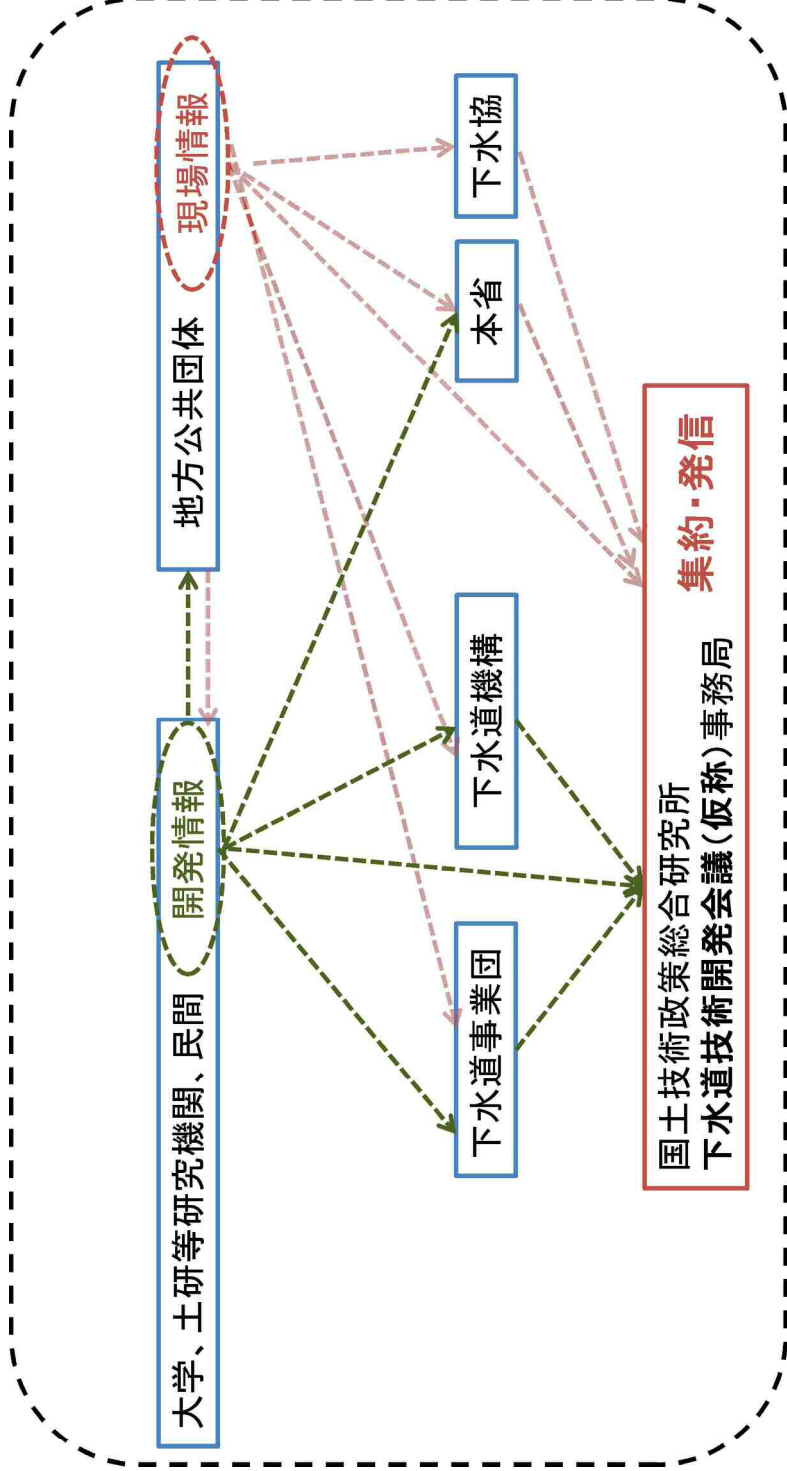 大学、土研等研究機関、民間
開発情報
地方公共団体
現場情報
下水道事業団
下水道機構
本省
下水協
国土技術政策総合研究所
下水道技術開発会議(仮称)事務局
集約・発信